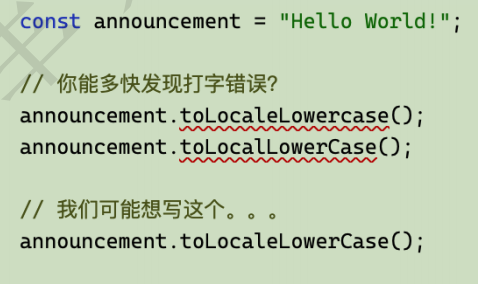 const announcement = "Hello World!";
// 你能多快发现打字错误？
announcement.toLocaleLowercase();
announcement.toLocalLowerCase();
// 我们可能想写这个。。。
announcement.toLocaleLowerCase();